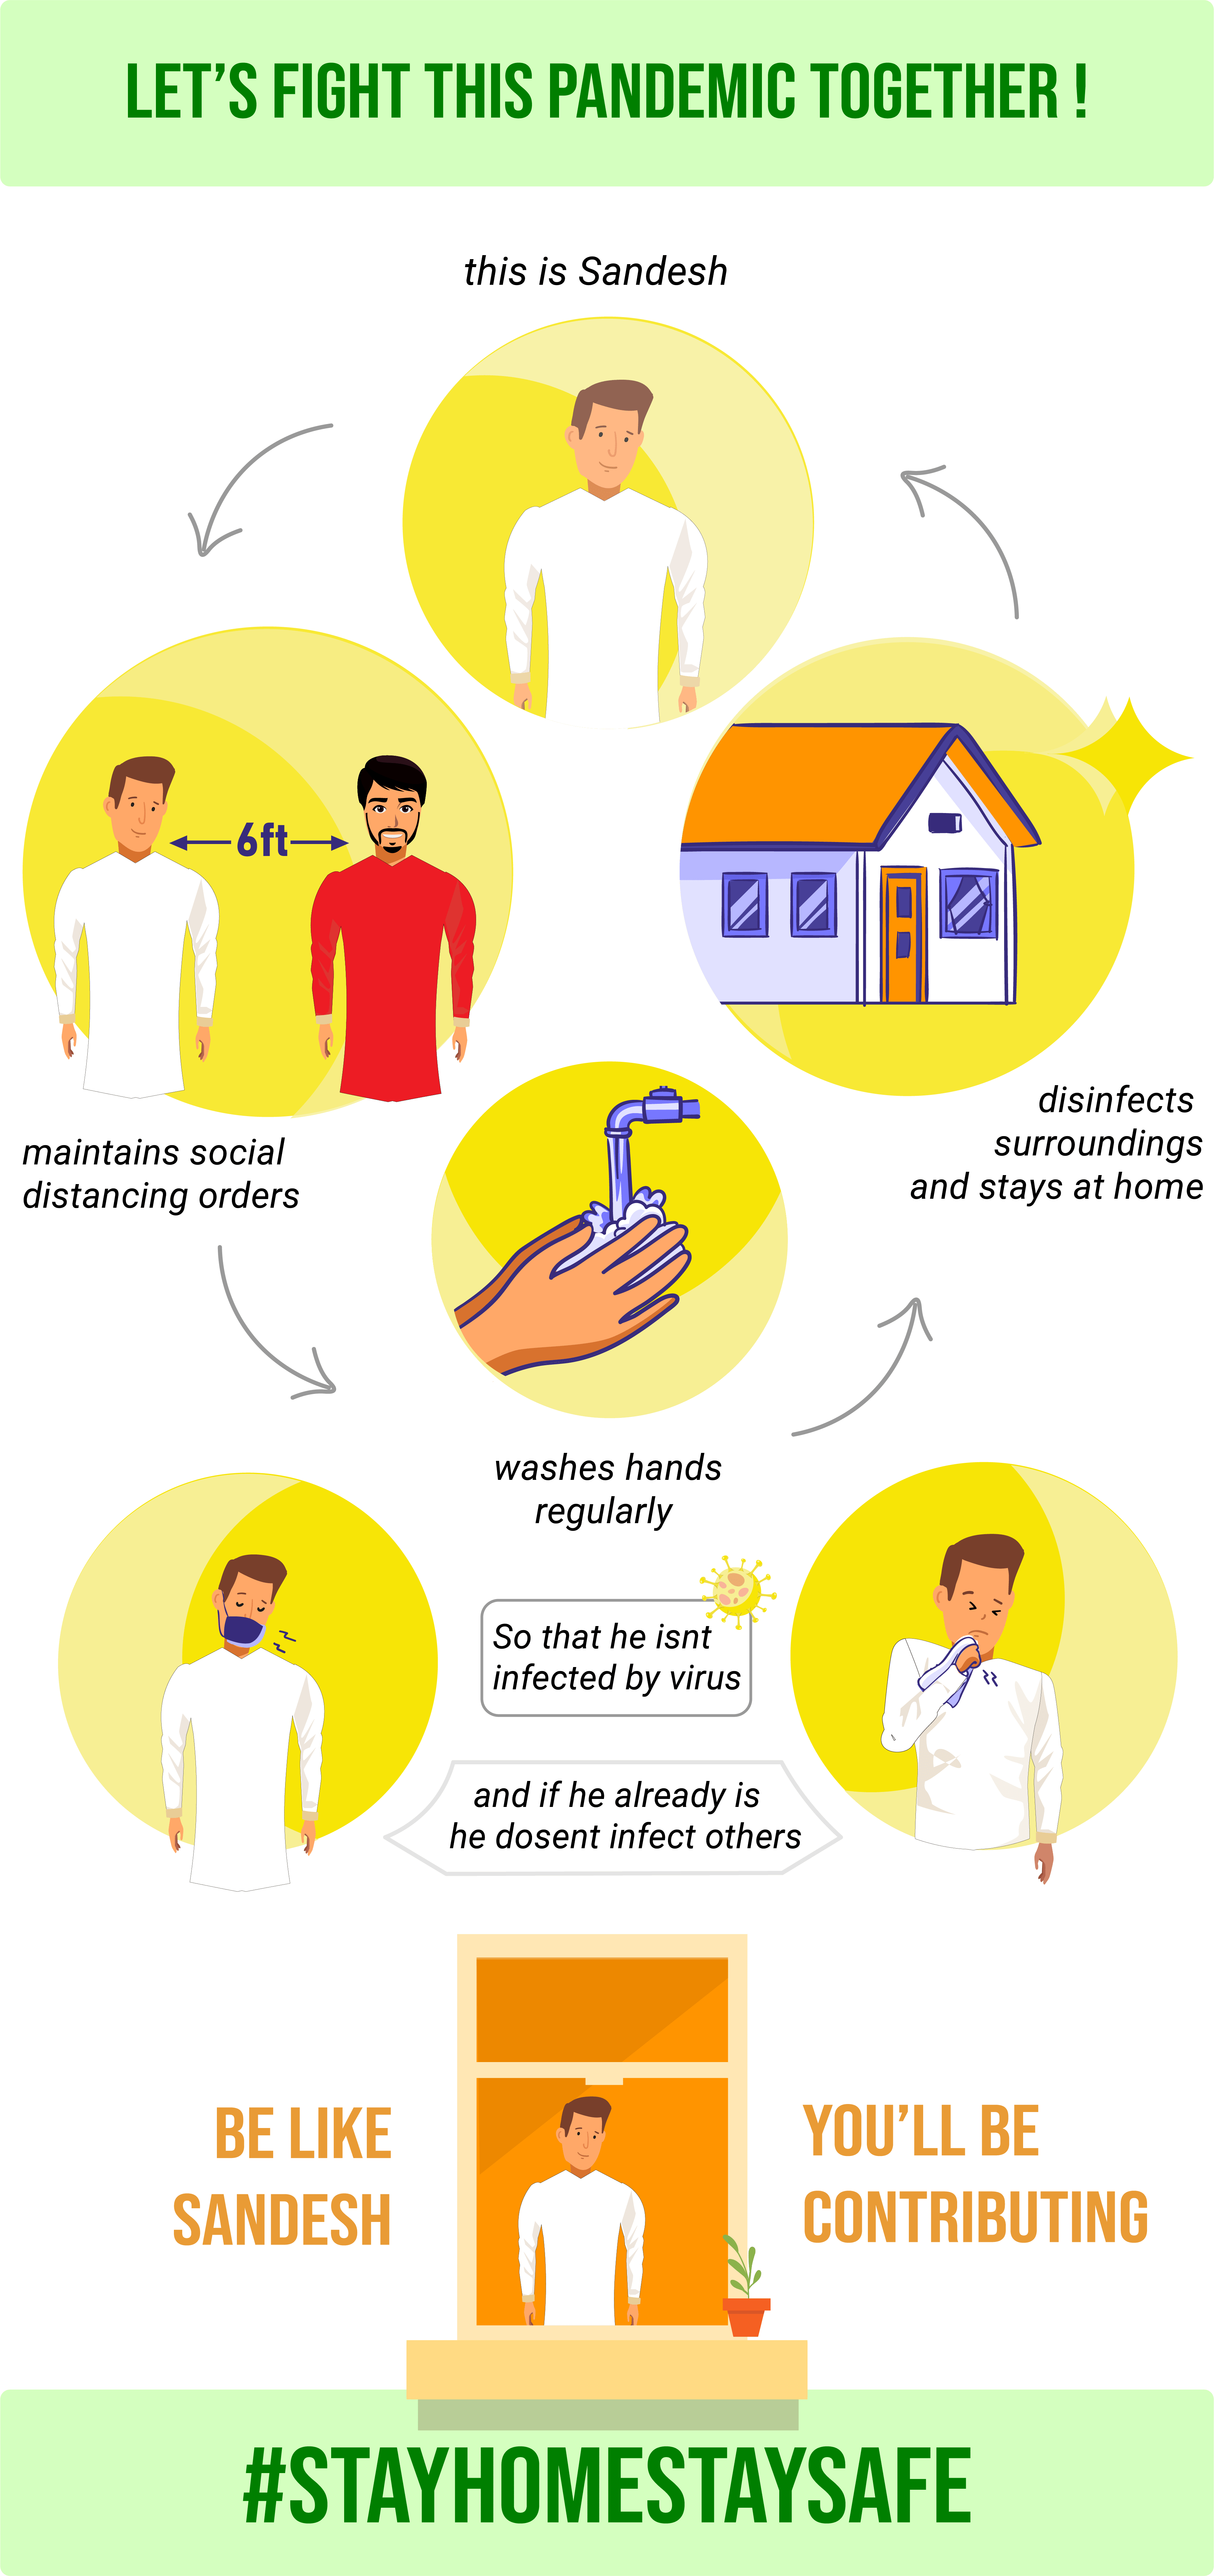 LET’S FIGHT THIS PANDEMIC TOGETHER !
this is Sandesh
6ft
maintains social
distancing orders
disinfects
surroundings
and stays at home
washes hands
regularly
So that he isnt
infected by virus
and if he already is
he dosent infect others
BE LIKE
SANDESH
YOU’LL BE
CONTRIBUTING
#STAYHOMESTAYSAFE